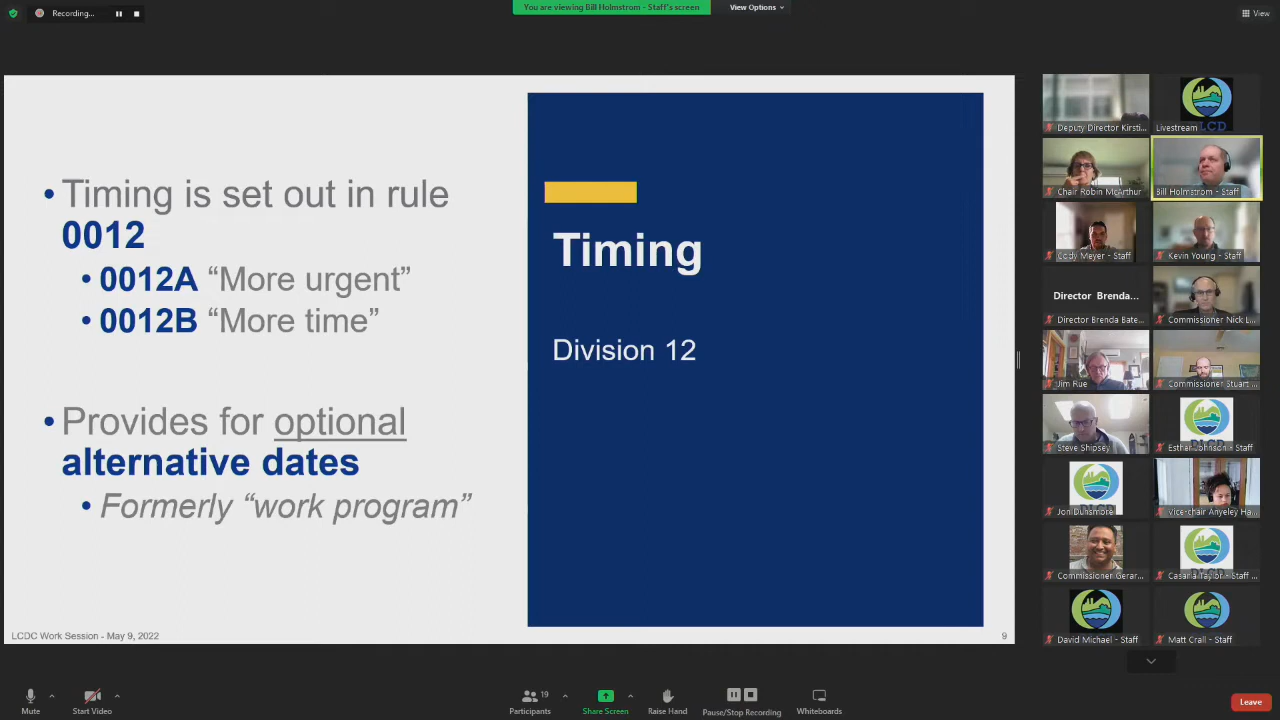 Recording...
You are viewing Bill Holmstrom - Staff's screen
View Options
View
• Timing is set out in rule
0012
• 0012A “More urgent”
• 0012B “More time”
• Provides for optional
alternative dates
• Formerly “work program”
LCDC Work Session - May 9, 2022
Timing
Division 12
9
Deputy Director Kirsti...
Livestream
LCD
Chair Robin McArthur
Bill Holmstrom - Staff
Cody Meyer - Staff
Kevin Young - Staff
Director Brenda...
Director Brenda Bate...
Commissioner Nick L...
Jim Rue
Commissioner Stuart ...
Steve Shipsey
Esther Johnson - Staff
Jon Dunsmore
Vice-chair Anyeley Ha...
Commissioner Gerar...
Casaria Taylor - Staff ...
David Michael - Staff
Matt Crall - Staff
Mute
Start Video
19
Participants
Share Screen
Raise Hand
Pause/Stop Recording
Whiteboards
Leave